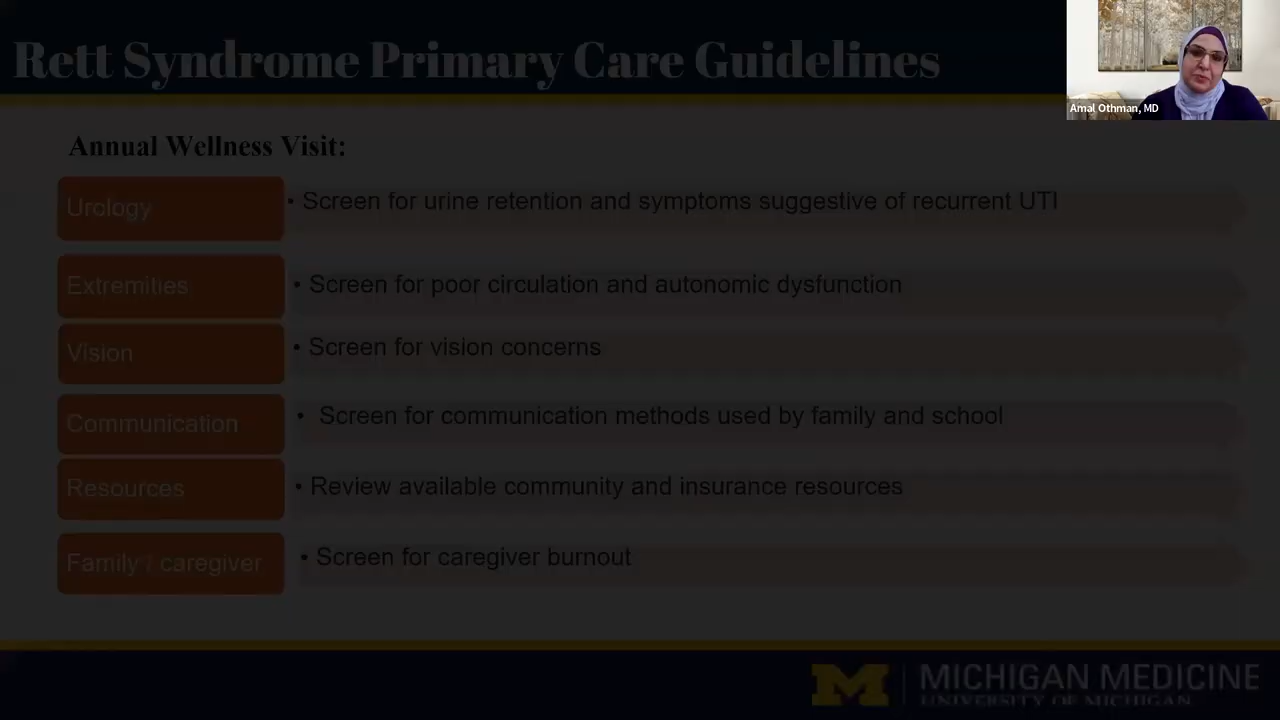 Rett Syndrome Primary Care Guidelines
Amal Othman, MD
Annual Wellness Visit:
Urology
• Screen for urine retention and symptoms suggestive of recurrent UTI
Extremities
• Screen for poor circulation and autonomic dysfunction
Vision
• Screen for vision concerns
Communication
• Screen for communication methods used by family and school
Resources
• Review available community and insurance resources
Family / caregiver
• Screen for caregiver burnout
M MICHIGAN MEDICINE
UNIVERSITY OF MICHIGAN